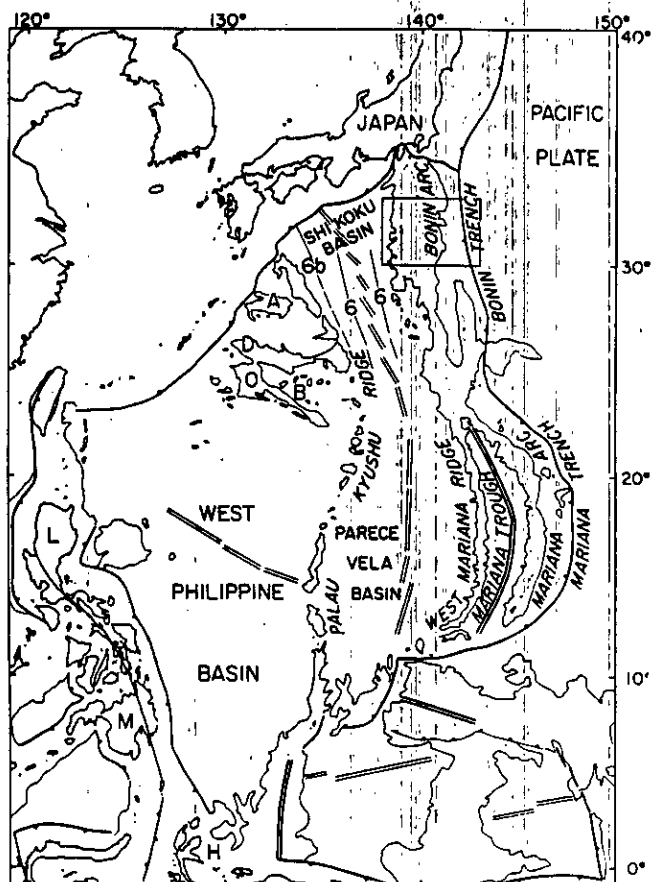 120° 130° 140° 150°
40°
PACIFIC
PLATE
JAPAN
BONIN ARC
TRENCH
BONIN
SHIKOKU
BASIN
30°
6b
6
6
A
D
O
B
RIDGE
KYUSHU
PALAU
20°
ARC
TRENCH
RIDGE
WEST MARIANA
MARIANA TROUGH
MARIANA
MARIANA
WEST
PHILIPPINE
BASIN
PARECE
VELA
BASIN
L
M
H
10°
0°